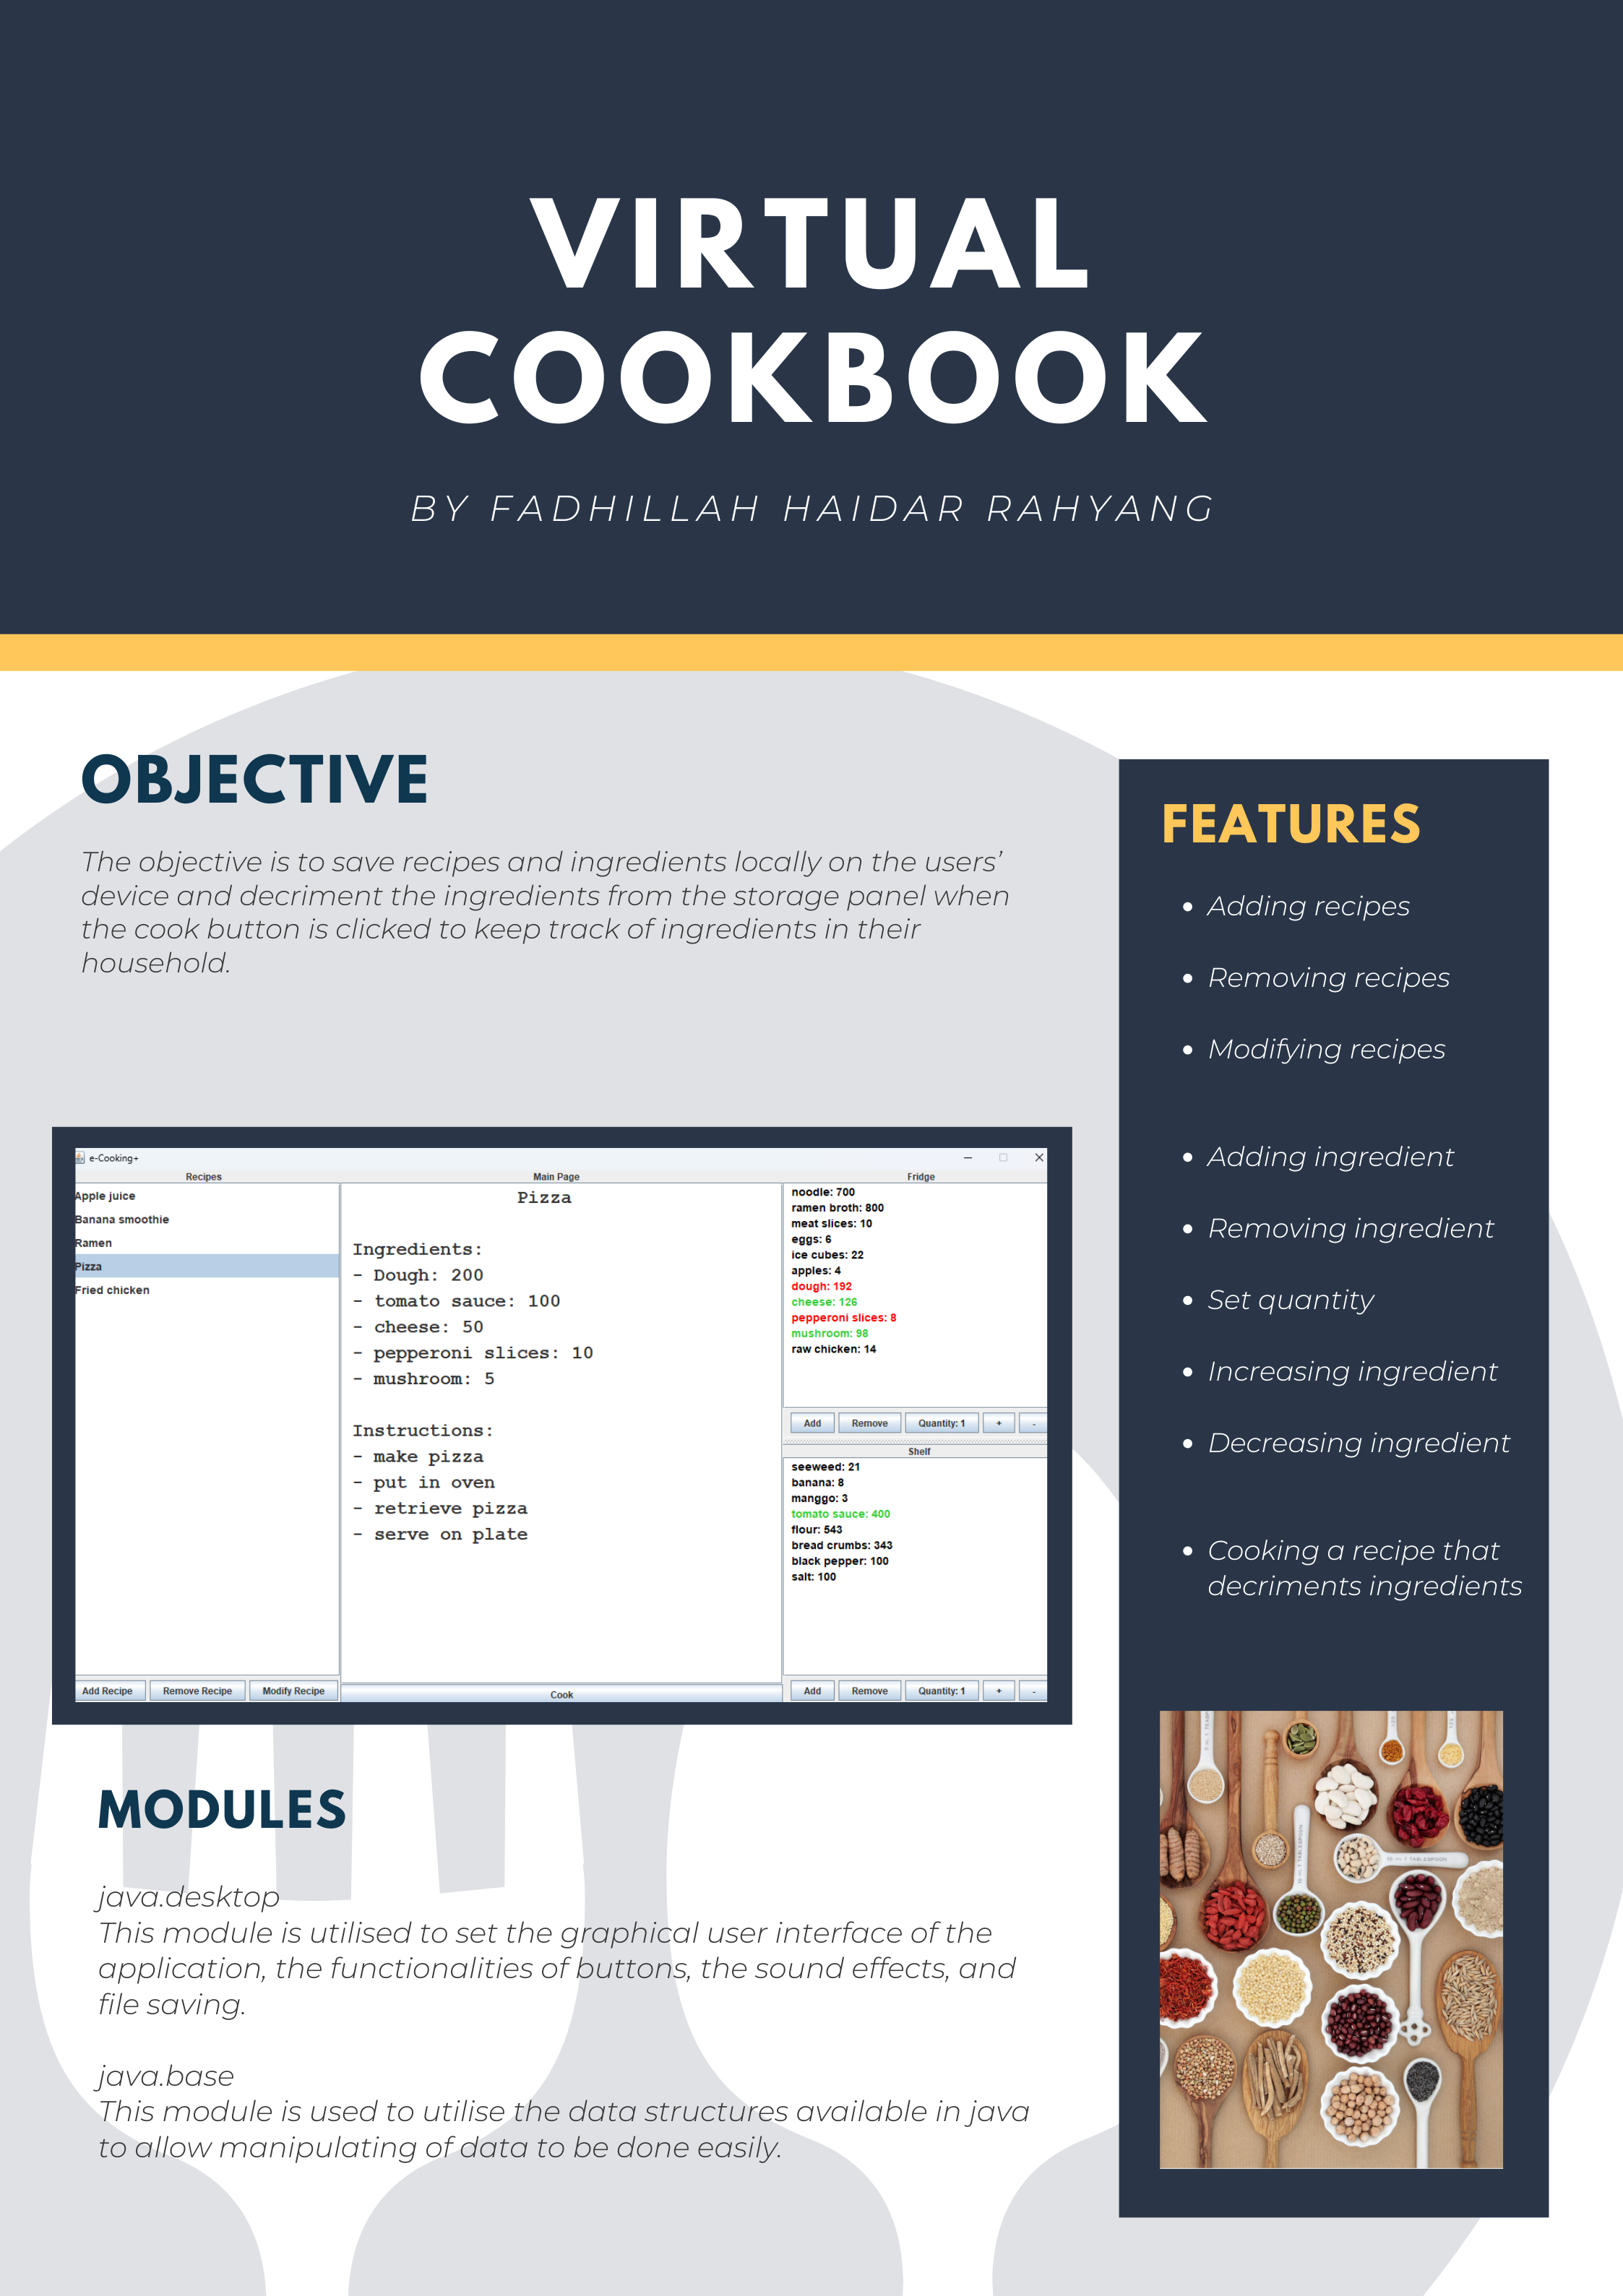 VIRTUAL
COOKBOOK
BY FADHILLAH HAIDAR RAHYANG
OBJECTIVE
The objective is to save recipes and ingredients locally on the users’
device and decriment the ingredients from the storage panel when
the cook button is clicked to keep track of ingredients in their
household.
e-Cooking+
Recipes
Apple juice
Banana smoothie
Ramen
Pizza
Fried chicken
Add Recipe
Remove Recipe
Modify Recipe
Main Page
Pizza
Ingredients:
- Dough: 200
- tomato sauce: 100
- cheese: 50
- pepperoni slices: 10
- mushroom: 5
Instructions:
- make pizza
- put in oven
- retrieve pizza
- serve on plate
Cook
Fridge
noodle: 700
ramen broth: 800
meat slices: 10
eggs: 6
ice cubes: 22
apples: 4
dough: 192
cheese: 126
pepperoni slices: 8
mushroom: 98
raw chicken: 14
Add
Remove
Quantity: 1
+
-
Shelf
seeweed: 21
banana: 8
manggo: 3
tomato sauce: 400
flour: 543
bread crumbs: 343
black pepper: 100
salt: 100
Add
Remove
Quantity: 1
+
-
MODULES
java.desktop
This module is utilised to set the graphical user interface of the
application, the functionalities of buttons, the sound effects, and
file saving.
java.base
This module is used to utilise the data structures available in java
to allow manipulating of data to be done easily.
FEATURES
• Adding recipes
• Removing recipes
• Modifying recipes
• Adding ingredient
• Removing ingredient
• Set quantity
• Increasing ingredient
• Decreasing ingredient
• Cooking a recipe that
decriments ingredients